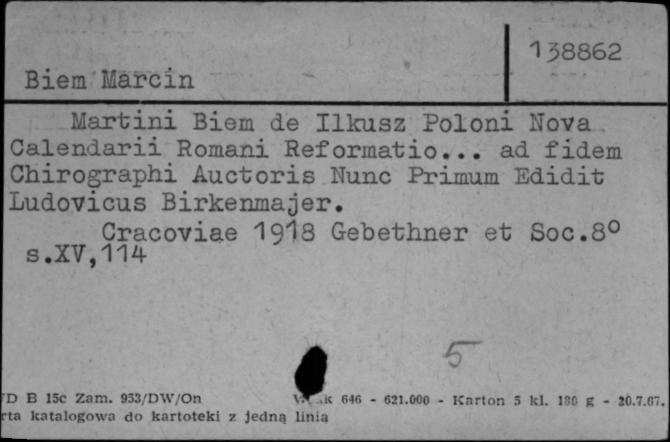 138862
Biem Marcin
Martini Biem de Ilkusz Poloni Nova
Calendarii Romani Reformatio... ad fidem
Chirographi Auctoris Nunc Primum Edidit
Ludovicus Birkenmajer.
Cracoviae 1918 Gebethner et Soc.8°
s.XV,114
5
D B 15c Zam. 953/DW/On 646 - 621.000 - Karton 5 kl. 180 g - 20.7.67.
rta katalogowa do kartoteki z jedną linią